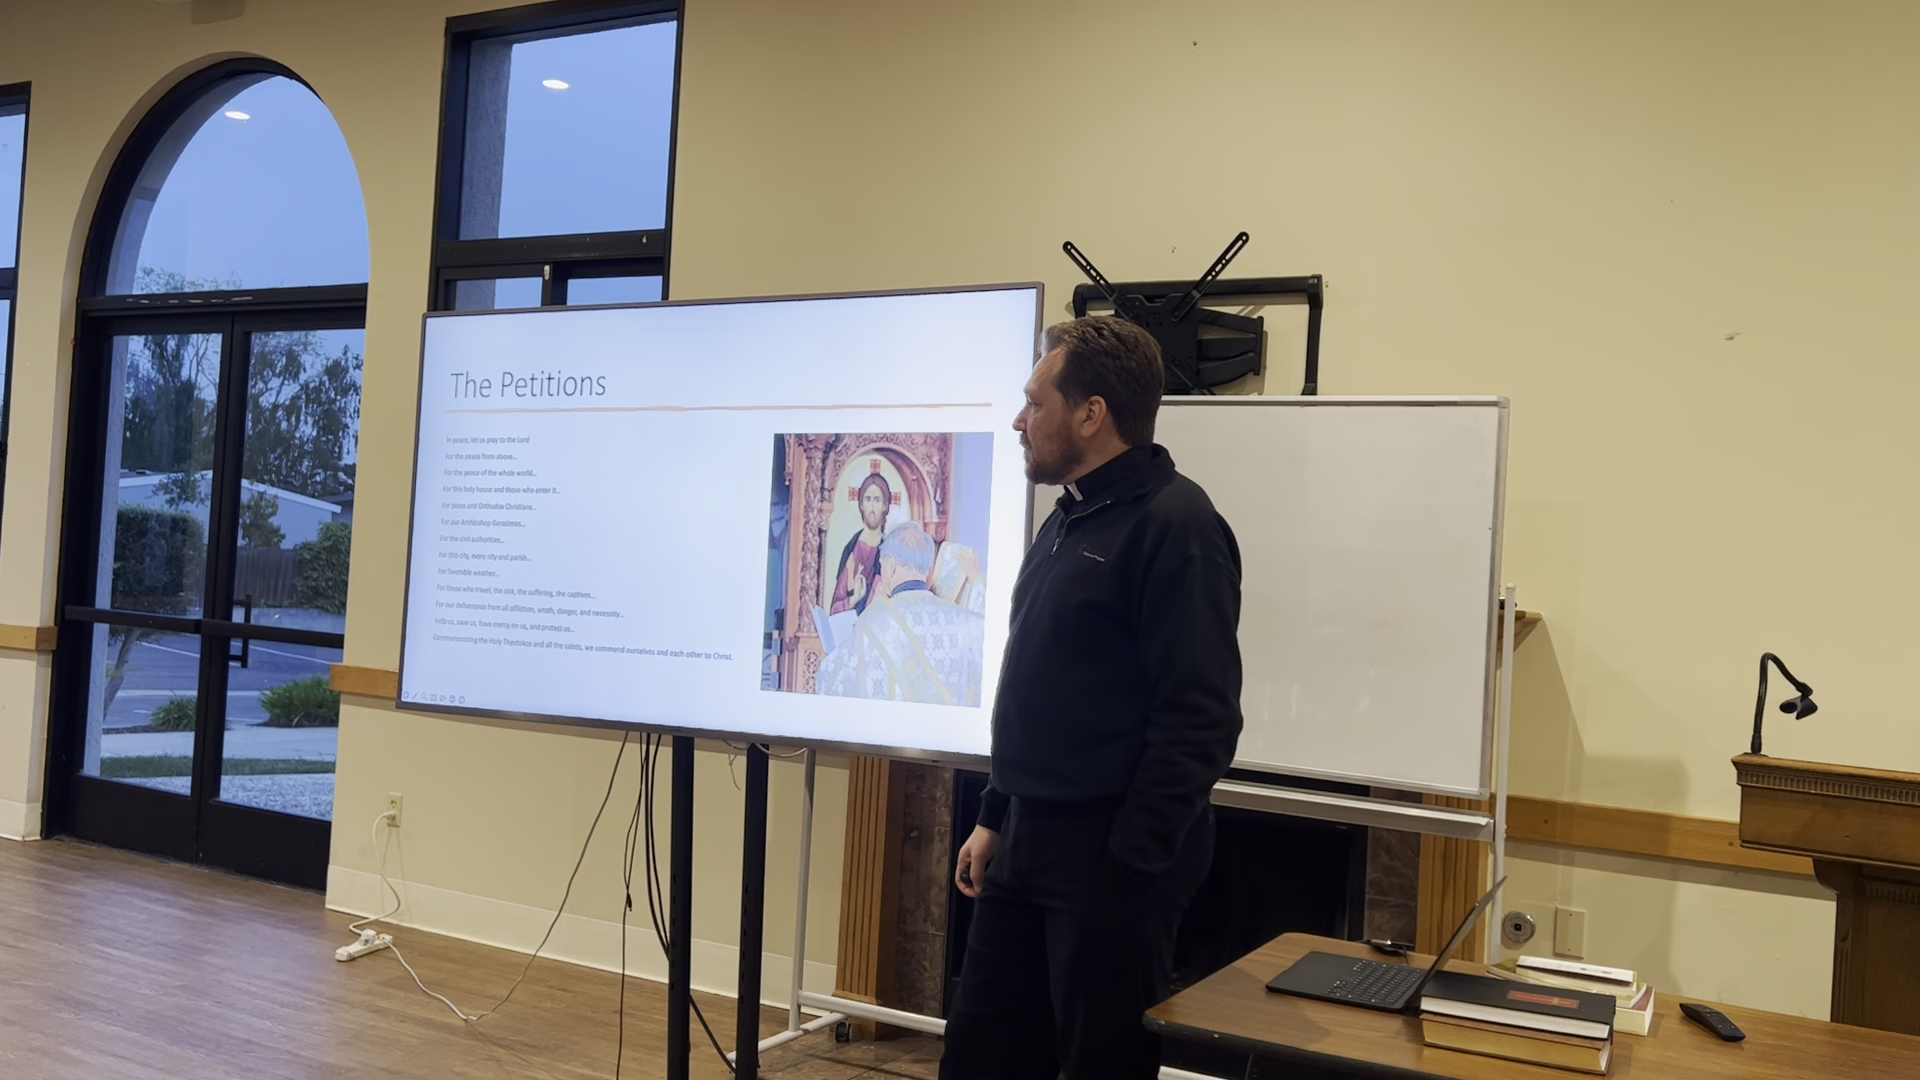 The Petitions
In peace, let us pray to the Lord
For the peace from above...
For the peace of the whole world...
For this holy house and those who enter it...
For pious and Orthodox Christians...
For our Archbishop Gerasimos...
For the civil authorities...
For this city, every city and parish...
For favorable weather...
For those who travel, the sick, the suffering, the captives...
For our deliverance from all affliction, wrath, danger, and necessity...
Help us, save us, have mercy on us, and protect us...
Commemorating the Holy Theotokos and all the saints, we commend ourselves and each other to Christ.